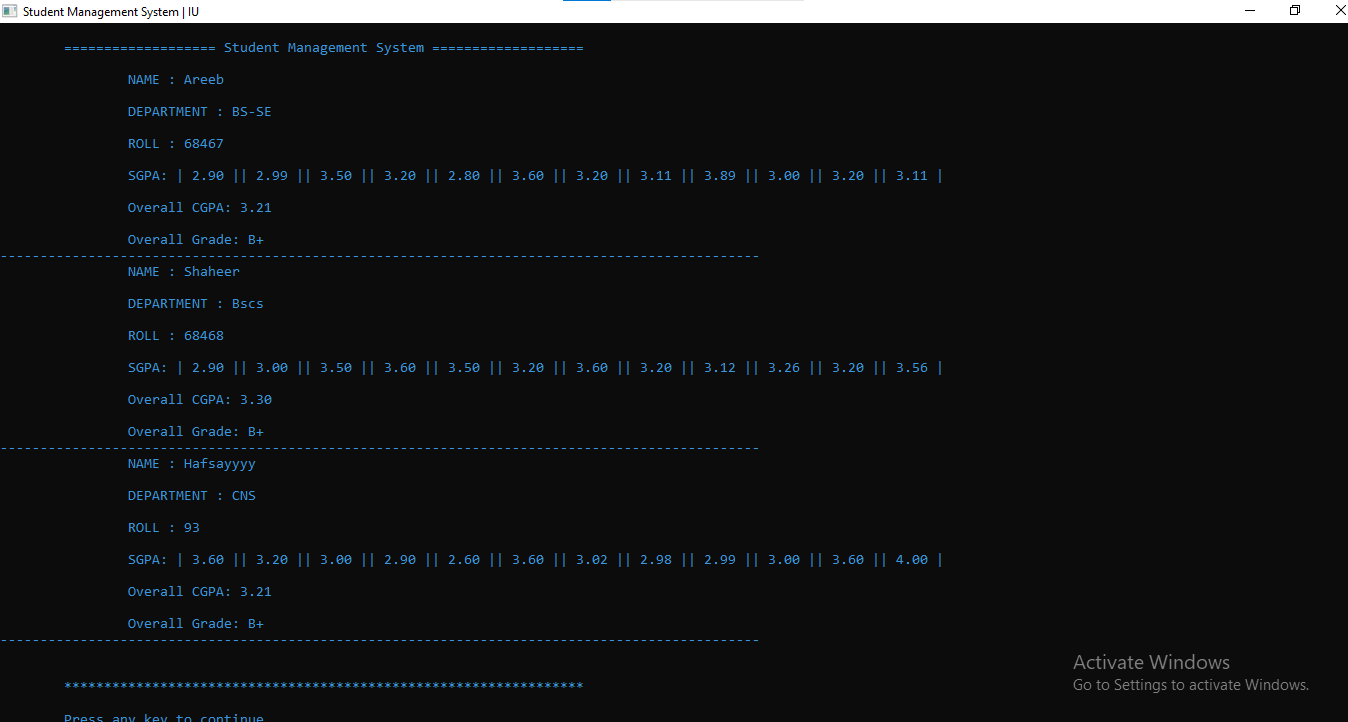 Student Management System | IU
=================== Student Management System ===================
NAME : Areeb
DEPARTMENT : BS-SE
ROLL : 68467
SGPA: | 2.90 || 2.99 || 3.50 || 3.20 || 2.80 || 3.60 || 3.20 || 3.11 || 3.89 || 3.00 || 3.20 || 3.11 |
Overall CGPA: 3.21
Overall Grade: B+
-----------------------------------------------------------------------------------------------
NAME : Shaheer
DEPARTMENT : Bscs
ROLL : 68468
SGPA: | 2.90 || 3.00 || 3.50 || 3.60 || 3.50 || 3.20 || 3.60 || 3.20 || 3.12 || 3.26 || 3.20 || 3.56 |
Overall CGPA: 3.30
Overall Grade: B+
-----------------------------------------------------------------------------------------------
NAME : Hafsayyyy
DEPARTMENT : CNS
ROLL : 93
SGPA: | 3.60 || 3.20 || 3.00 || 2.90 || 2.60 || 3.60 || 3.02 || 2.98 || 2.99 || 3.00 || 3.60 || 4.00 |
Overall CGPA: 3.21
Overall Grade: B+
-----------------------------------------------------------------------------------------------
Activate Windows
Go to Settings to activate Windows.
*****************************************************************
Press any key to continue